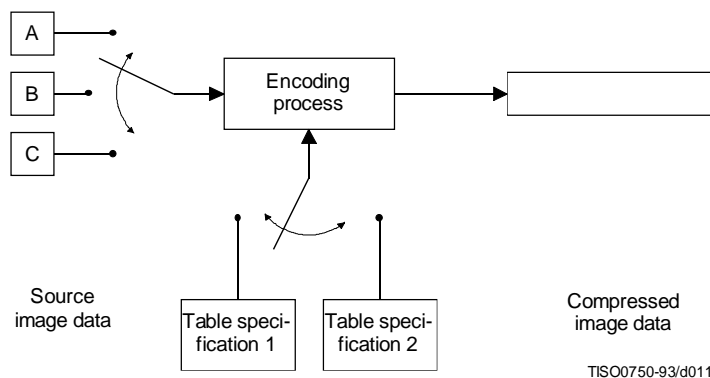 A
B
C
Encoding
process
Source
image data
Table speci-
fication 1
Table speci-
fication 2
Compressed
image data
TISO0750-93/d011